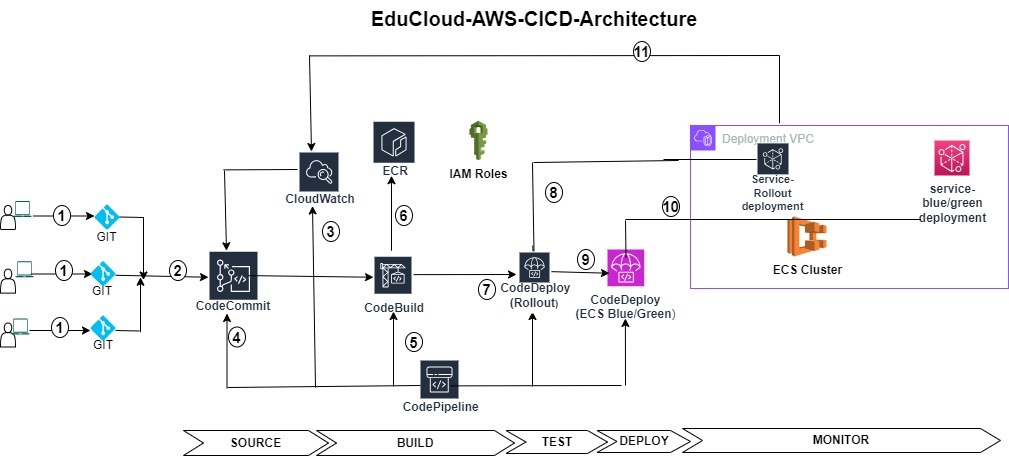 EduCloud-AWS-CICD-Architecture
11
Deployment VPC
ECR
IAM Roles
CloudWatch
8
Service-
Rollout
deployment
service-
blue/green
deployment
1
GIT
3
6
10
ECS Cluster
1
GIT
2
CodeCommit
CodeBuild
7
CodeDeploy
(Rollout)
9
CodeDeploy
(ECS Blue/Green)
1
GIT
4
5
CodePipeline
SOURCE
BUILD
TEST
DEPLOY
MONITOR